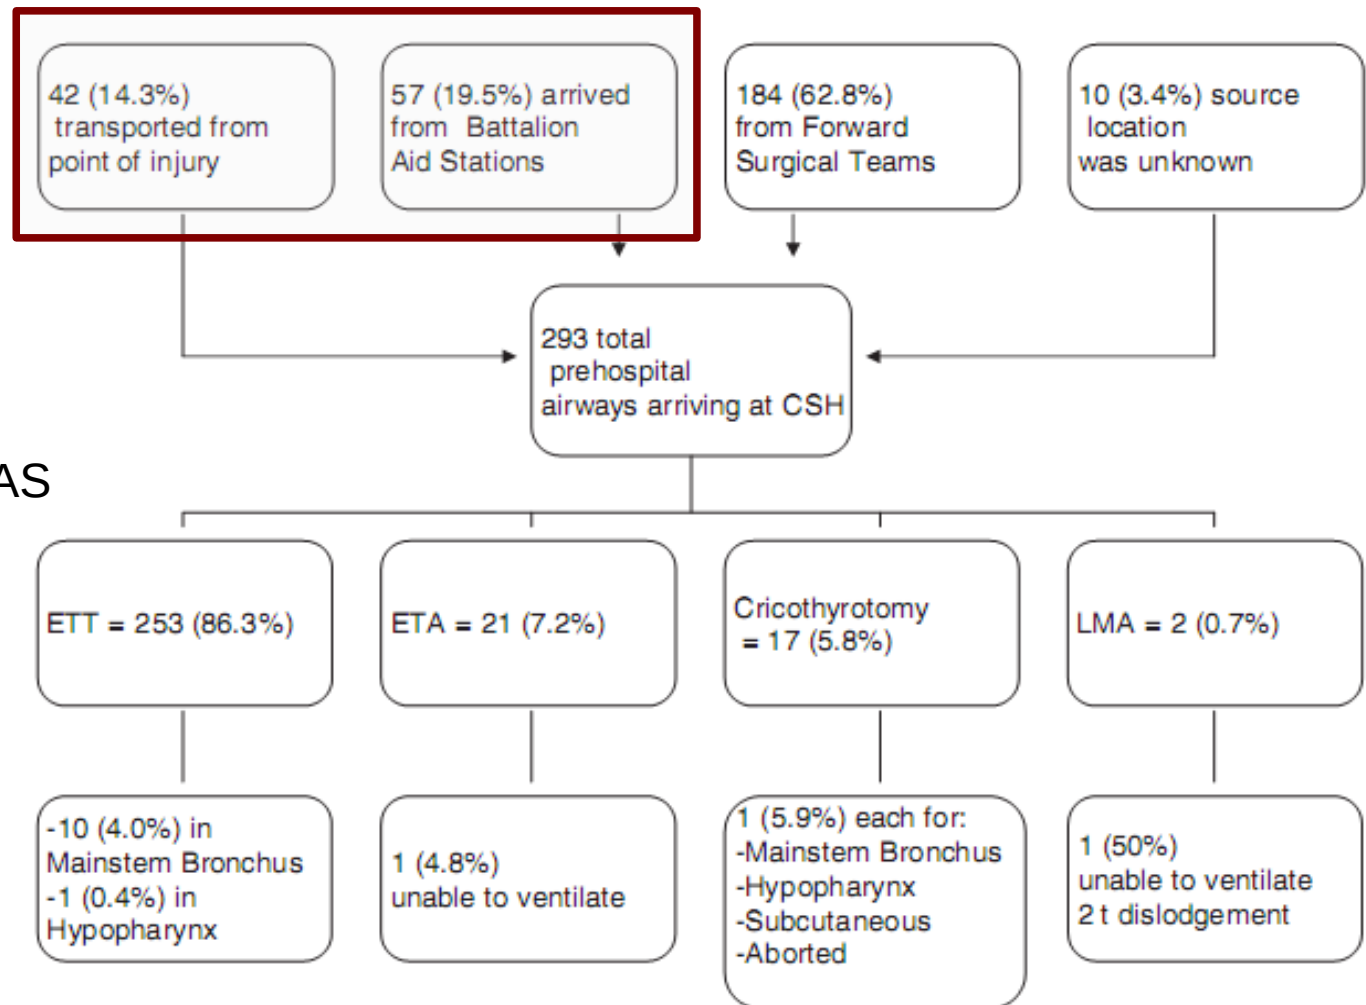 42 (14.3%)
transported from
point of injury
57 (19.5%) arrived
from Battalion
Aid Stations
184 (62.8%)
from Forward
Surgical Teams
10 (3.4%) source
location
was unknown
293 total
prehospital
airways arriving at CSH
AS
ETT = 253 (86.3%)
ETA = 21 (7.2%)
Cricothyrotomy
= 17 (5.8%)
LMA = 2 (0.7%)
-10 (4.0%) in
Mainstem Bronchus
-1 (0.4%) in
Hypopharynx
1 (4.8%)
unable to ventilate
1 (5.9%) each for:
-Mainstem Bronchus
-Hypopharynx
-Subcutaneous
-Aborted
1 (50%)
unable to ventilate
2 t dislodgement